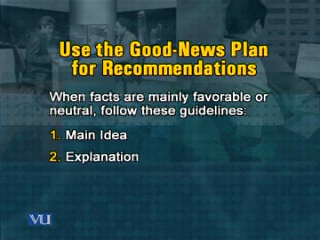 Use the Good-News Plan
for Recommendations
When facts are mainly favorable or
neutral, follow these guidelines:
1. Main Idea
2. Explanation
VU